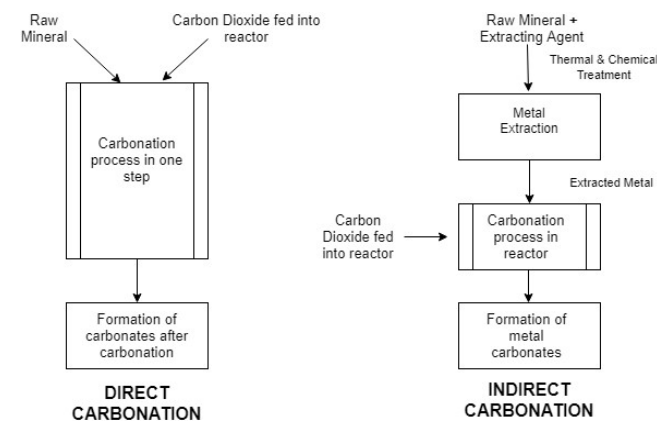 Raw
Mineral
Carbon Dioxide fed into
reactor
Carbonation
process in one
step
Formation of
carbonates after
carbonation
DIRECT
CARBONATION
Raw Mineral +
Extracting Agent
Thermal & Chemical
Treatment
Metal
Extraction
Extracted Metal
Carbon
Dioxide fed
into reactor
Carbonation
process in
reactor
Formation of
metal
carbonates
INDIRECT
CARBONATION